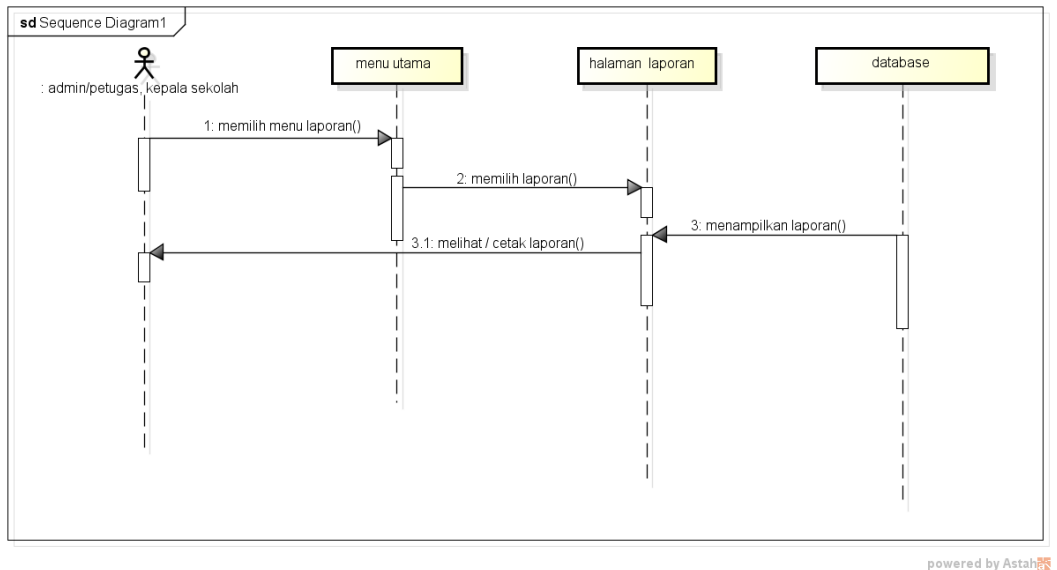 sd Sequence Diagram1
: admin/petugas, kepala sekolah
menu utama
halaman laporan
database
1: memilih menu laporan()
2: memilih laporan()
3: menampilkan laporan()
3.1: melihat / cetak laporan()
powered by Astah